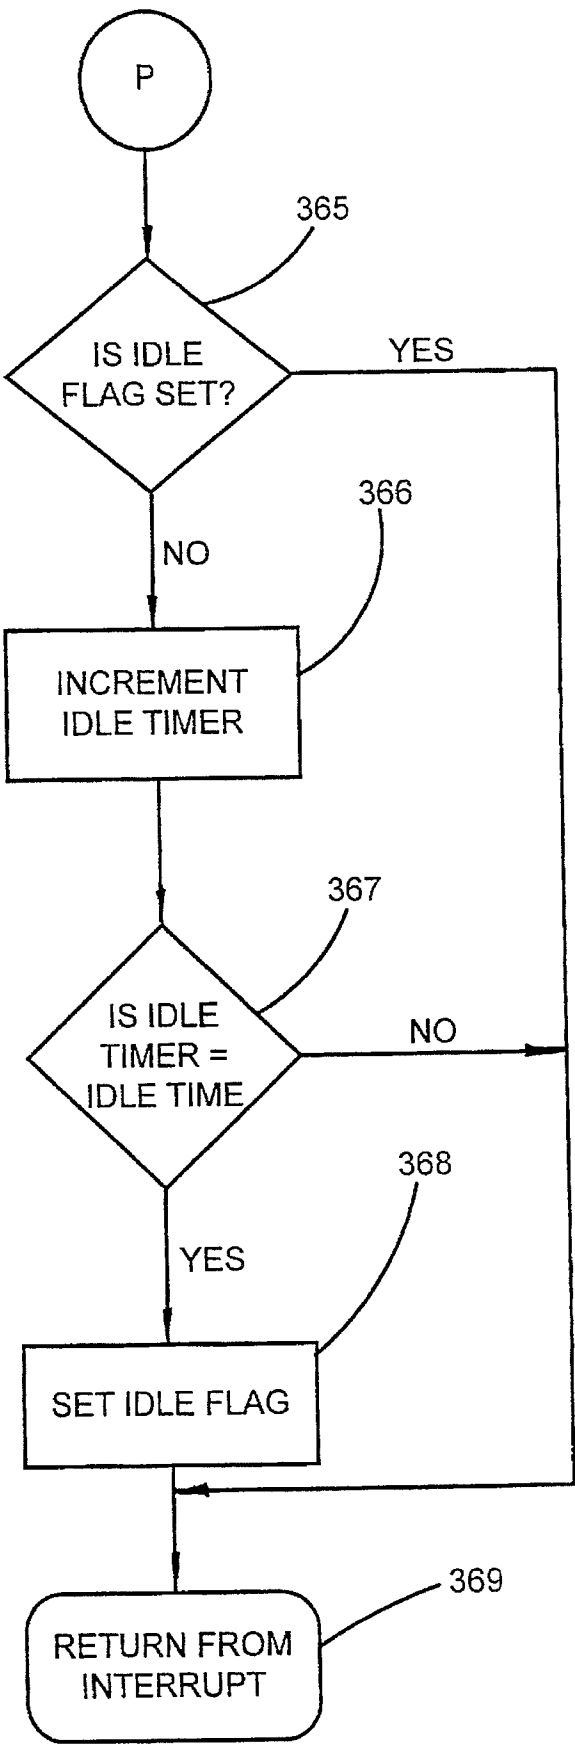 P
365
IS IDLE
FLAG SET?
YES
366
NO
INCREMENT
IDLE TIMER
367
IS IDLE
TIMER =
IDLE TIME
NO
368
YES
SET IDLE FLAG
369
RETURN FROM
INTERRUPT